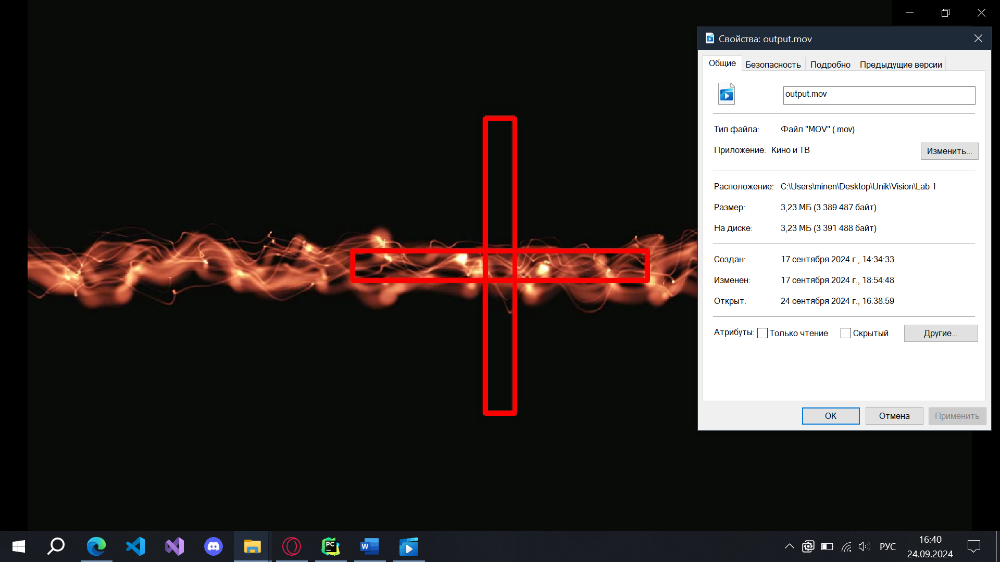 Свойства: output.mov
Общие Безопасность Подробно Предыдущие версии
output.mov
Тип файла: Файл "MOV" (.mov)
Приложение: Кино и ТВ Изменить...
Расположение: C:\Users\minen\Desktop\Unik\Vision\Lab 1
Размер: 3,23 МБ (3 389 487 байт)
На диске: 3,23 МБ (3 391 488 байт)
Создан: 17 сентября 2024 г., 14:34:33
Изменен: 17 сентября 2024 г., 18:54:48
Открыт: 24 сентября 2024 г., 16:38:59
Атрибуты: Только чтение Скрытый Другие...
OK Отмена Применить
PC W РУС 16:40
24.09.2024